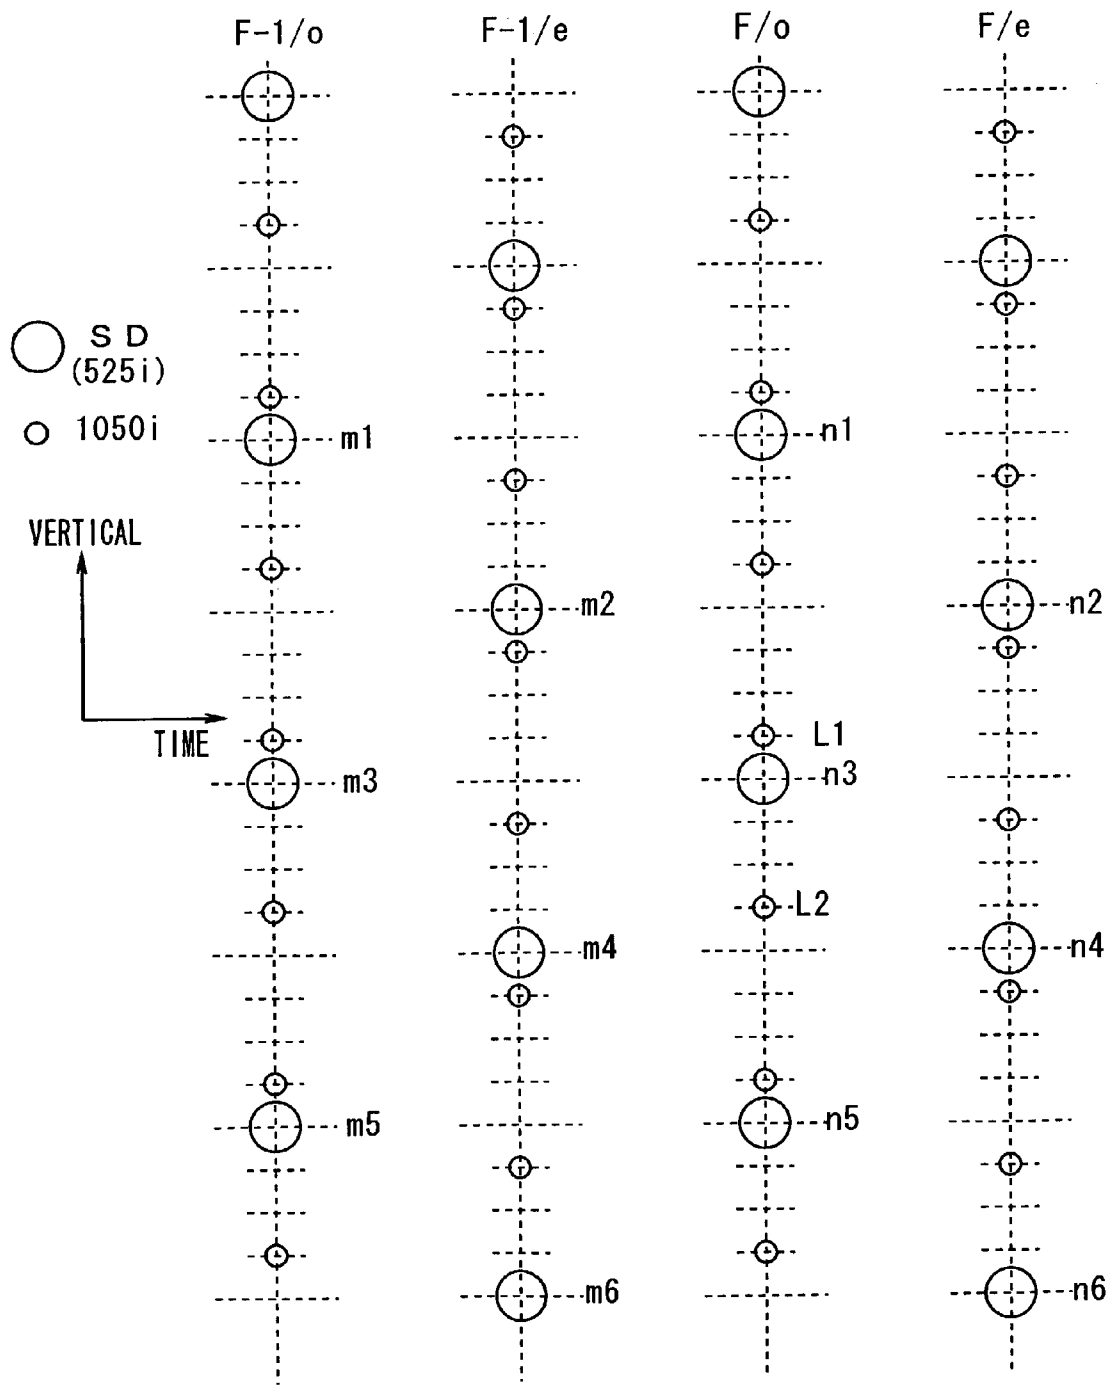 F-1/o F-1/e F/o F/e
S D
(525i)
1050i
m1 n1
VERTICAL
m2 n2
TIME L1
m3 n3
L2
m4 n4
m5 n5
m6 n6